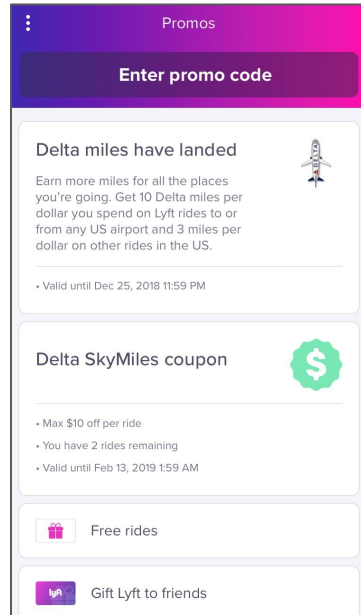 Promos
Enter promo code
Delta miles have landed
Earn more miles for all the places
you're going. Get 10 Delta miles per
dollar you spend on Lyft rides to or
from any US airport and 3 miles per
dollar on other rides in the US.
• Valid until Dec 25, 2018 11:59 PM
DELTA
Delta SkyMiles coupon
$
• Max $10 off per ride
• You have 2 rides remaining
• Valid until Feb 13, 2019 1:59 AM
Free rides
lyft
Gift Lyft to friends